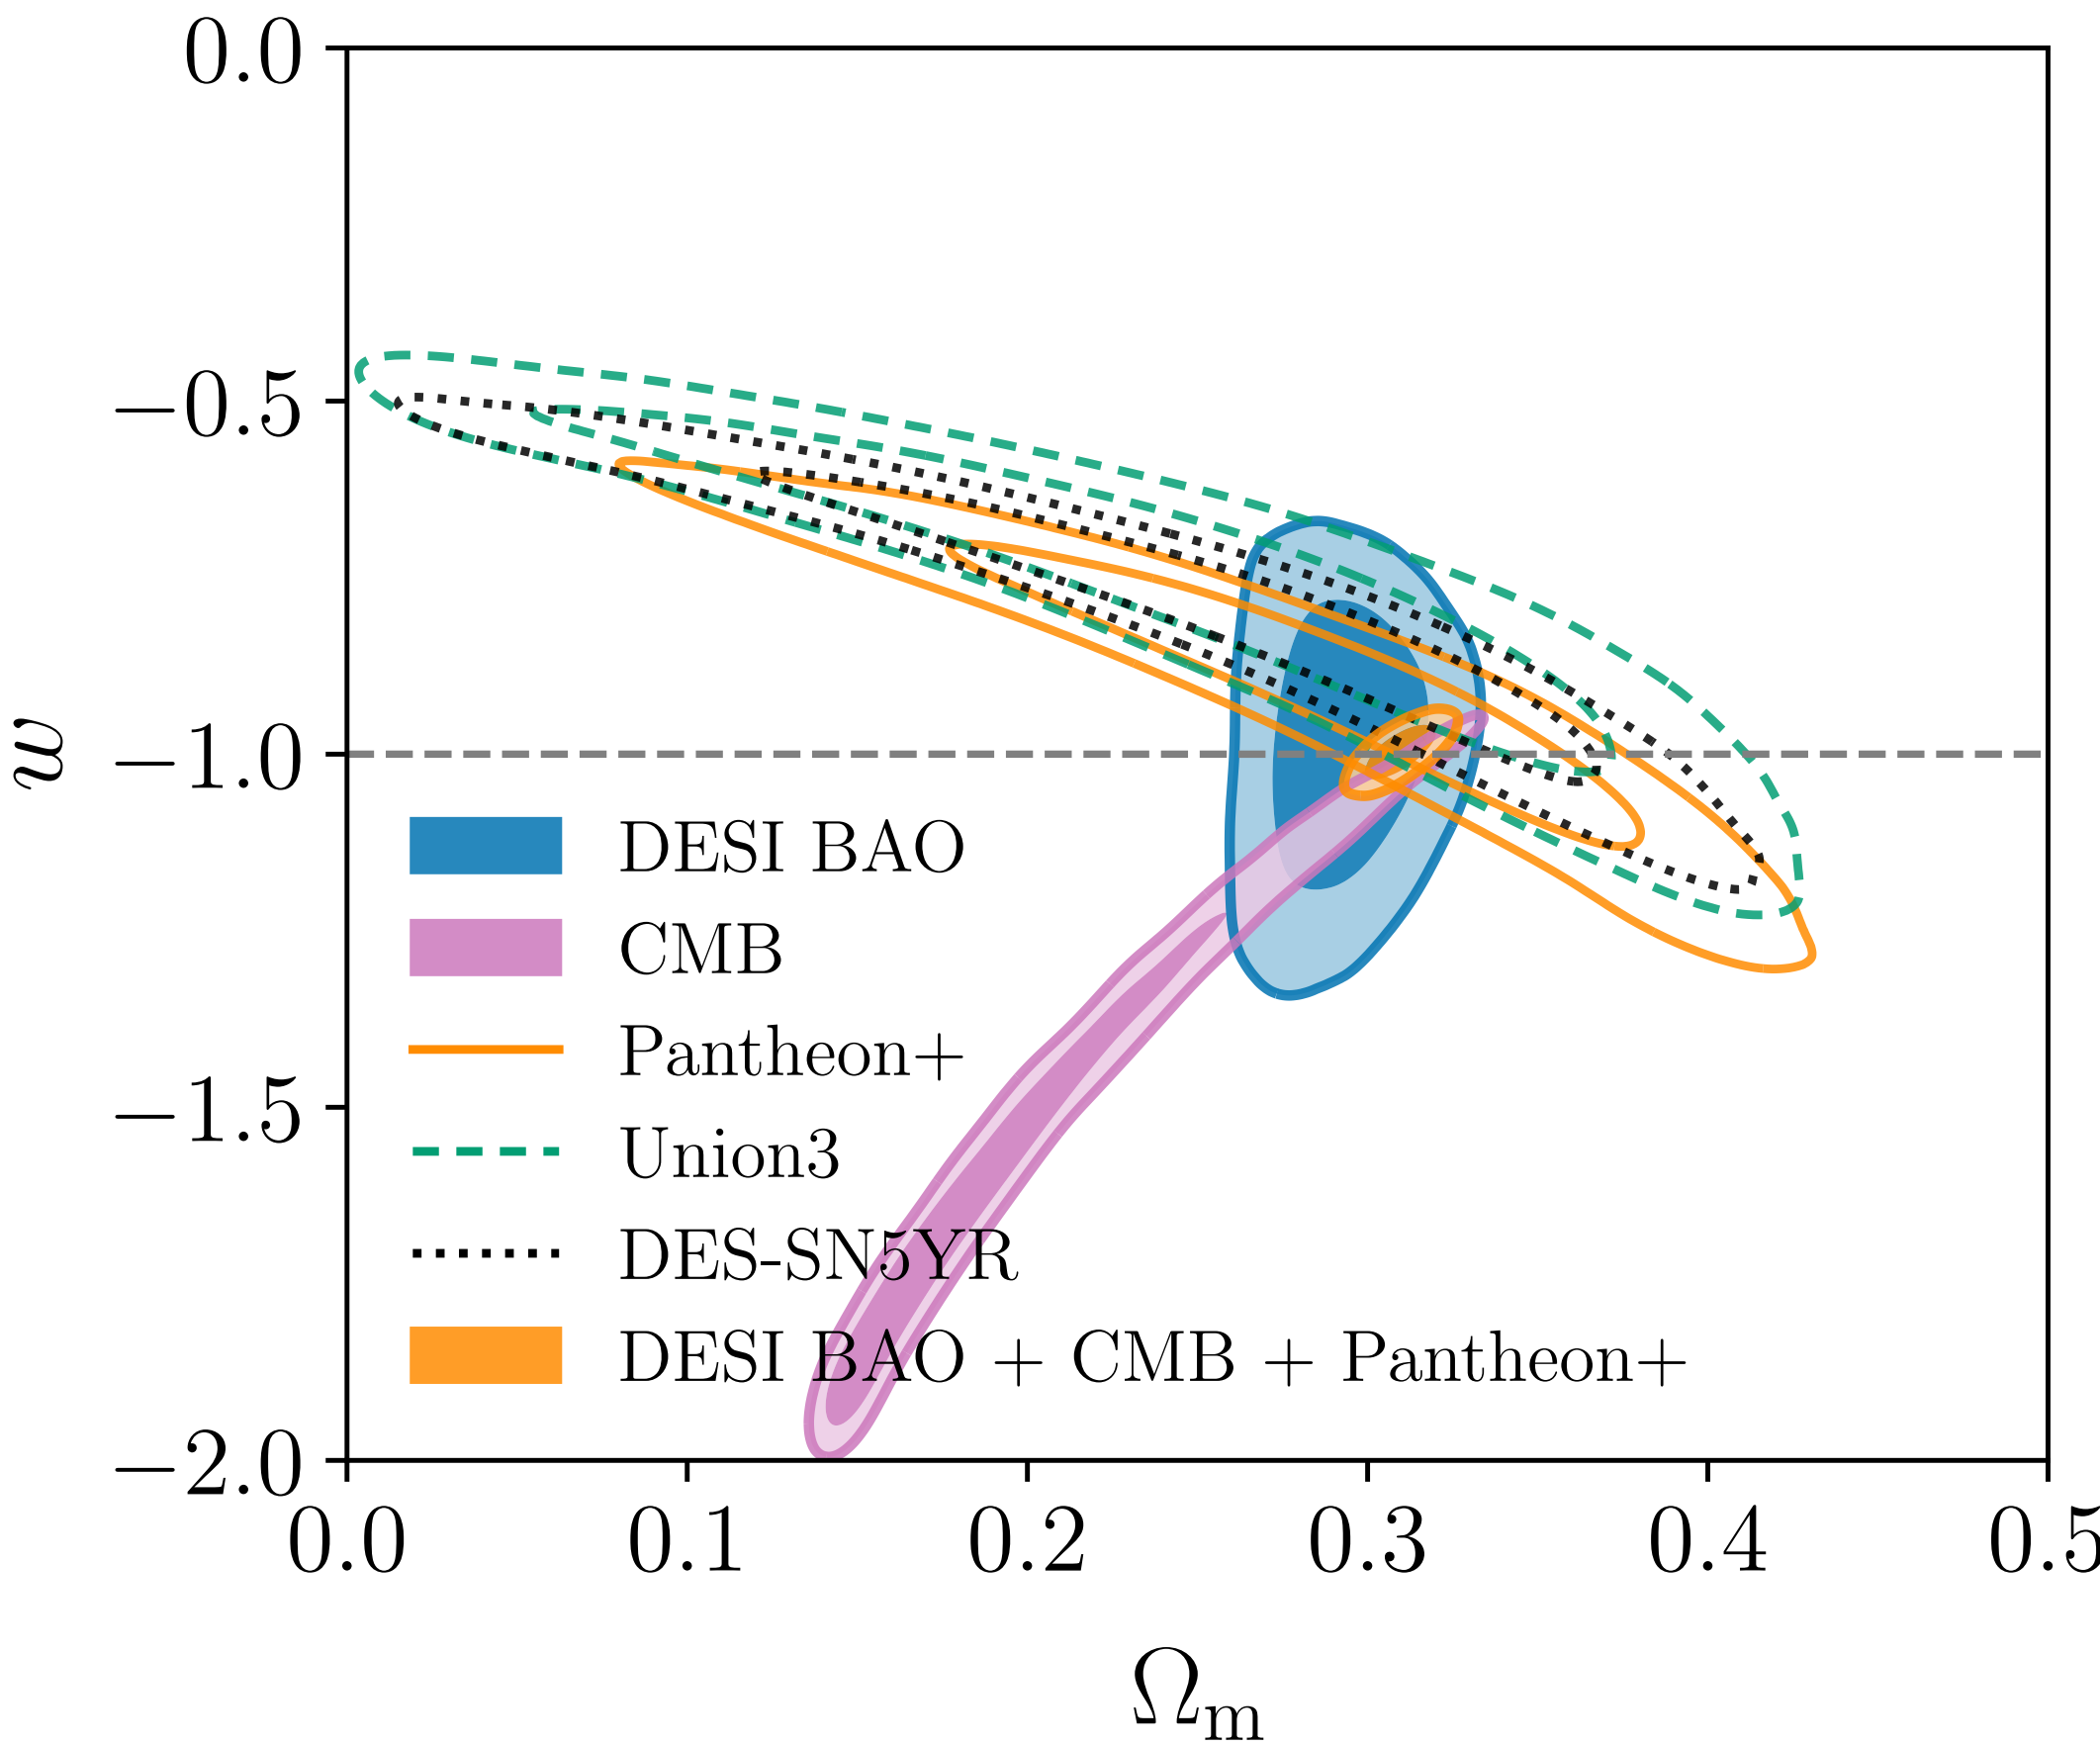 0.0
−0.5
−1.0
−1.5
−2.0
w
DESI BAO
CMB
Pantheon+
Union3
DES-SN5YR
DESI BAO + CMB + Pantheon+
0.0 0.1 0.2 0.3 0.4 0.5
Ωm